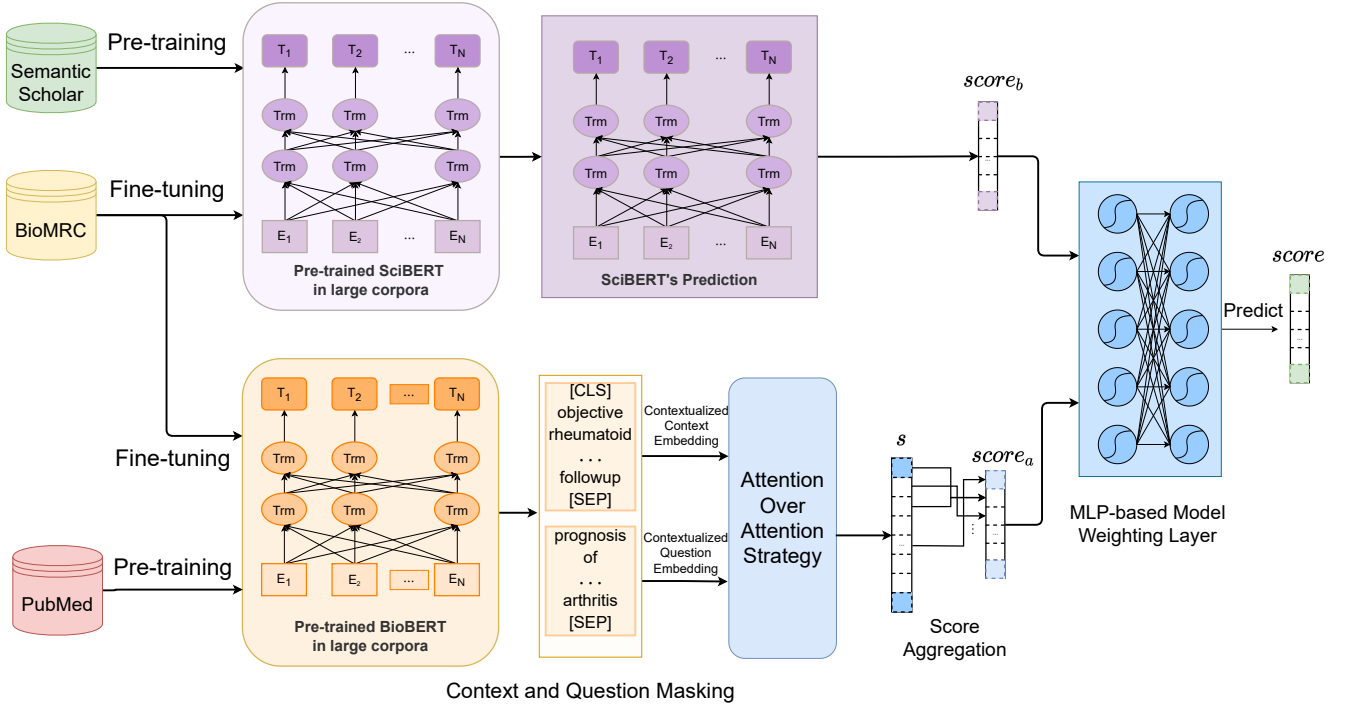 Semantic
Scholar
Pre-training
T1 T2 ... TN
Trm Trm Trm
Trm Trm Trm
E1 E2 ... EN
Pre-trained SciBERT
in large corpora
T1 T2 ... TN
Trm Trm Trm
Trm Trm Trm
E1 E2 ... EN
SciBERT's Prediction
score_b
...
BioMRC
Fine-tuning
Fine-tuning
PubMed
Pre-training
T1 T2 ... TN
Trm Trm Trm
Trm Trm Trm
E1 E2 ... EN
Pre-trained BioBERT
in large corpora
[CLS]
objective
rheumatoid
. . .
followup
[SEP]
prognosis
of
. . .
arthritis
[SEP]
Contextualized
Context
Embedding
Contextualized
Question
Embedding
Context and Question Masking
Attention
Over
Attention
Strategy
s
...
score_a
...
...
Score
Aggregation
MLP-based Model
Weighting Layer
Predict
score
...